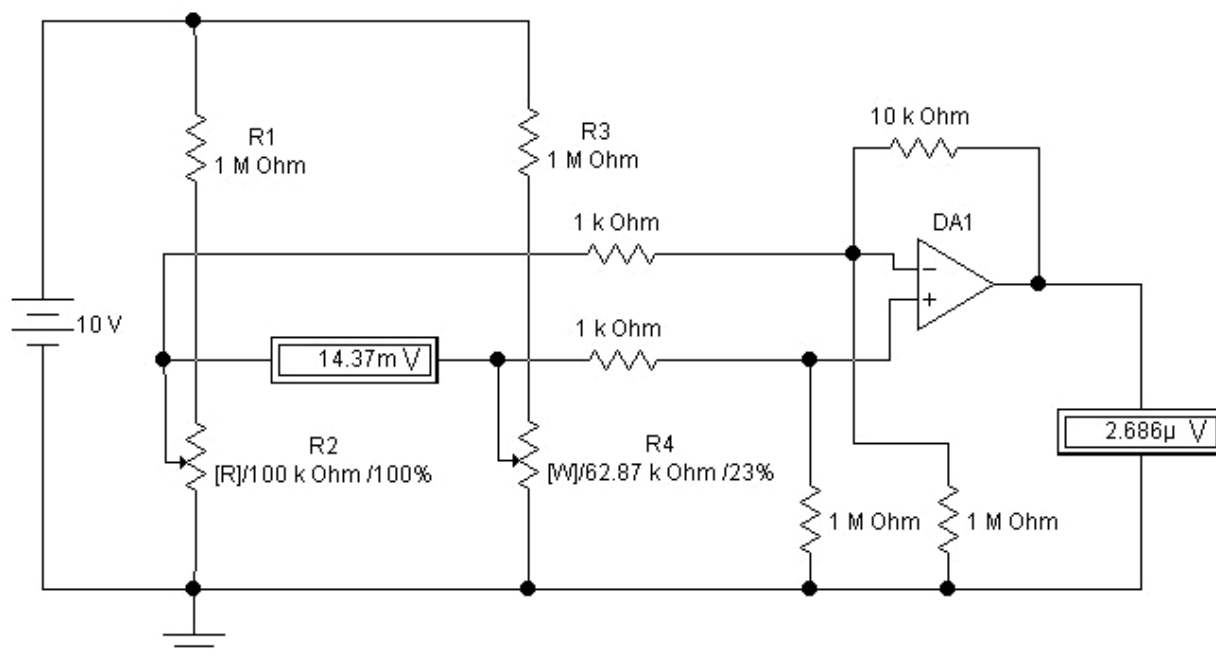 10 k Ohm
R1
1 M Ohm
R3
1 M Ohm
1 k Ohm
DA1
10 V
14.37m V
1 k Ohm
R2
[R]/100 k Ohm /100%
R4
[W]/62.87 k Ohm /23%
2.686µ V
1 M Ohm
1 M Ohm